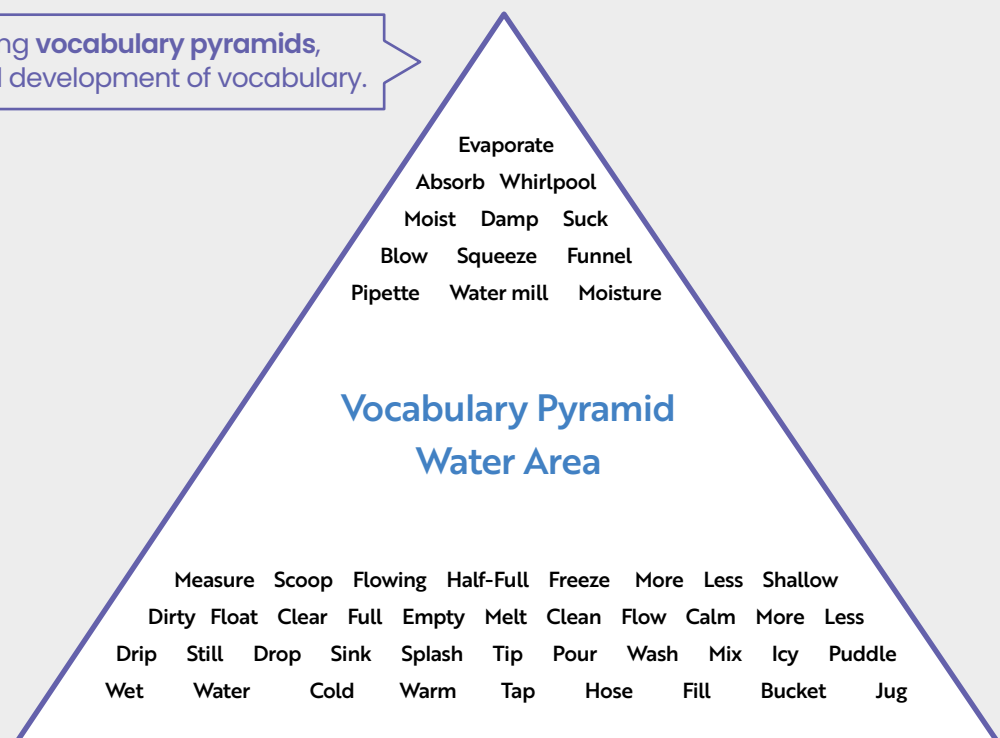 ng vocabulary pyramids,
development of vocabulary.
Evaporate
Absorb Whirlpool
Moist Damp Suck
Blow Squeeze Funnel
Pipette Water mill Moisture
Vocabulary Pyramid
Water Area
Measure Scoop Flowing Half-Full Freeze More Less Shallow
Dirty Float Clear Full Empty Melt Clean Flow Calm More Less
Drip Still Drop Sink Splash Tip Pour Wash Mix Icy Puddle
Wet Water Cold Warm Tap Hose Fill Bucket Jug